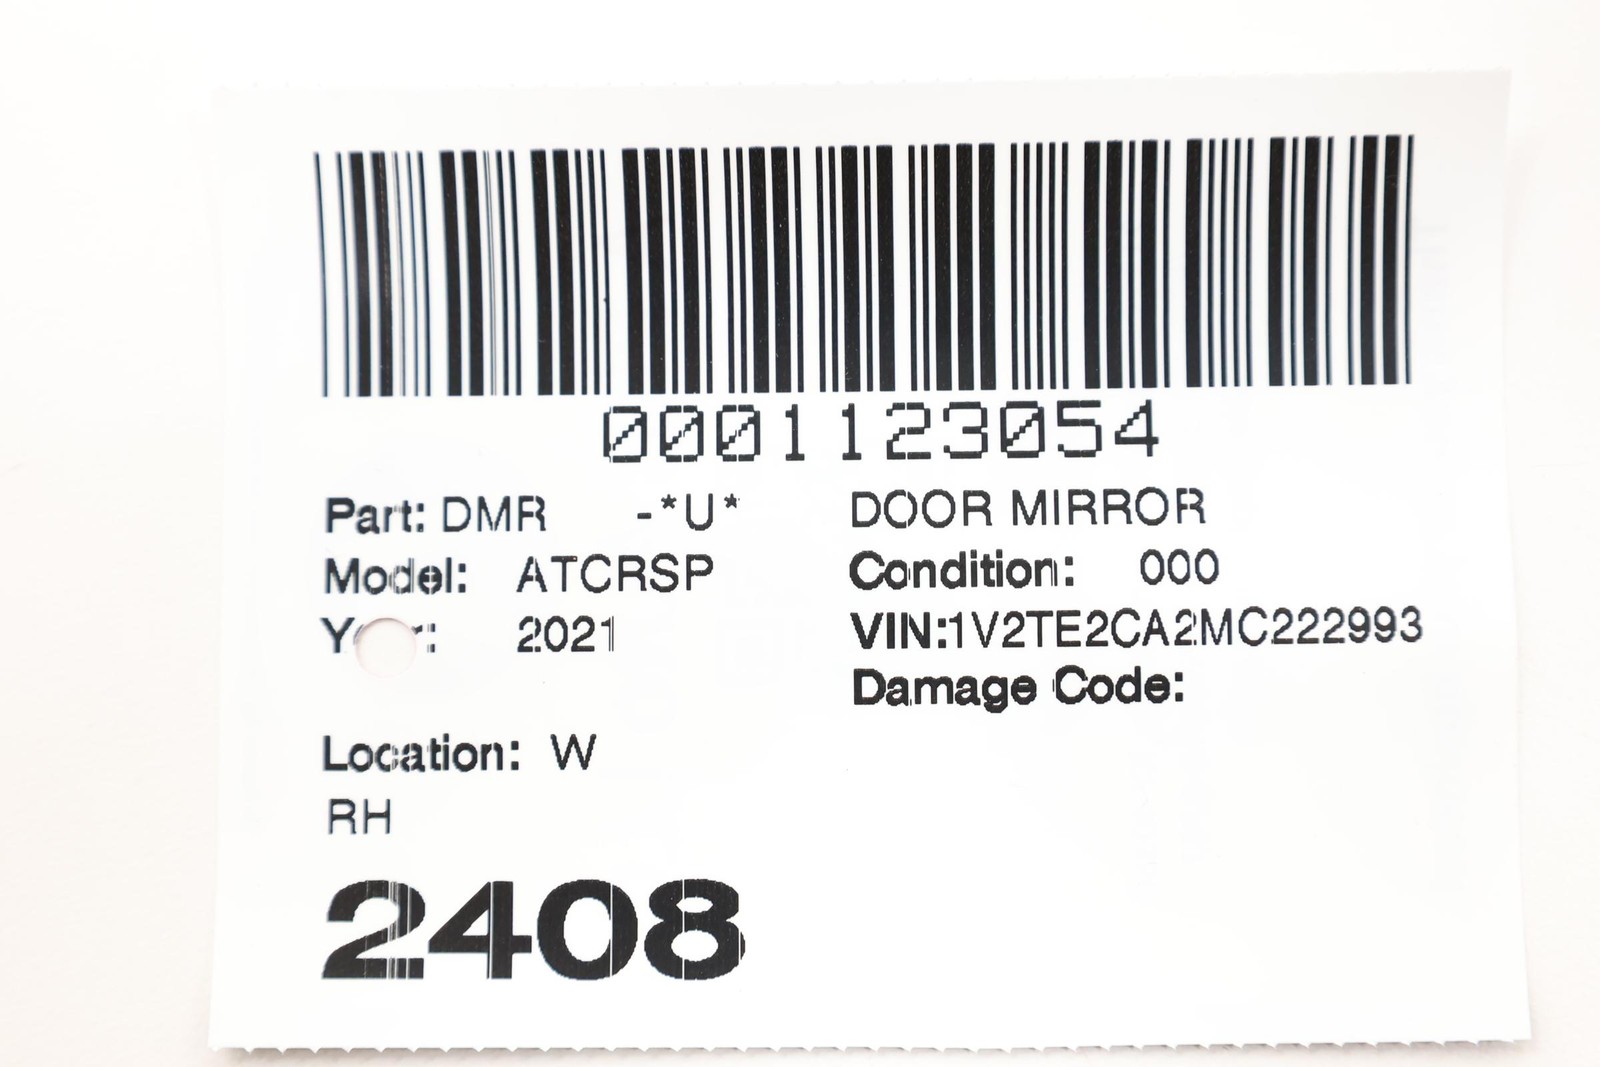 0001123054
Part: DMR -*U* DOOR MIRROR
Model: ATCRSP Condition: 000
2021 VIN:1V2TE2CA2MC222993
Damage Code:
Location: W
RH
2408